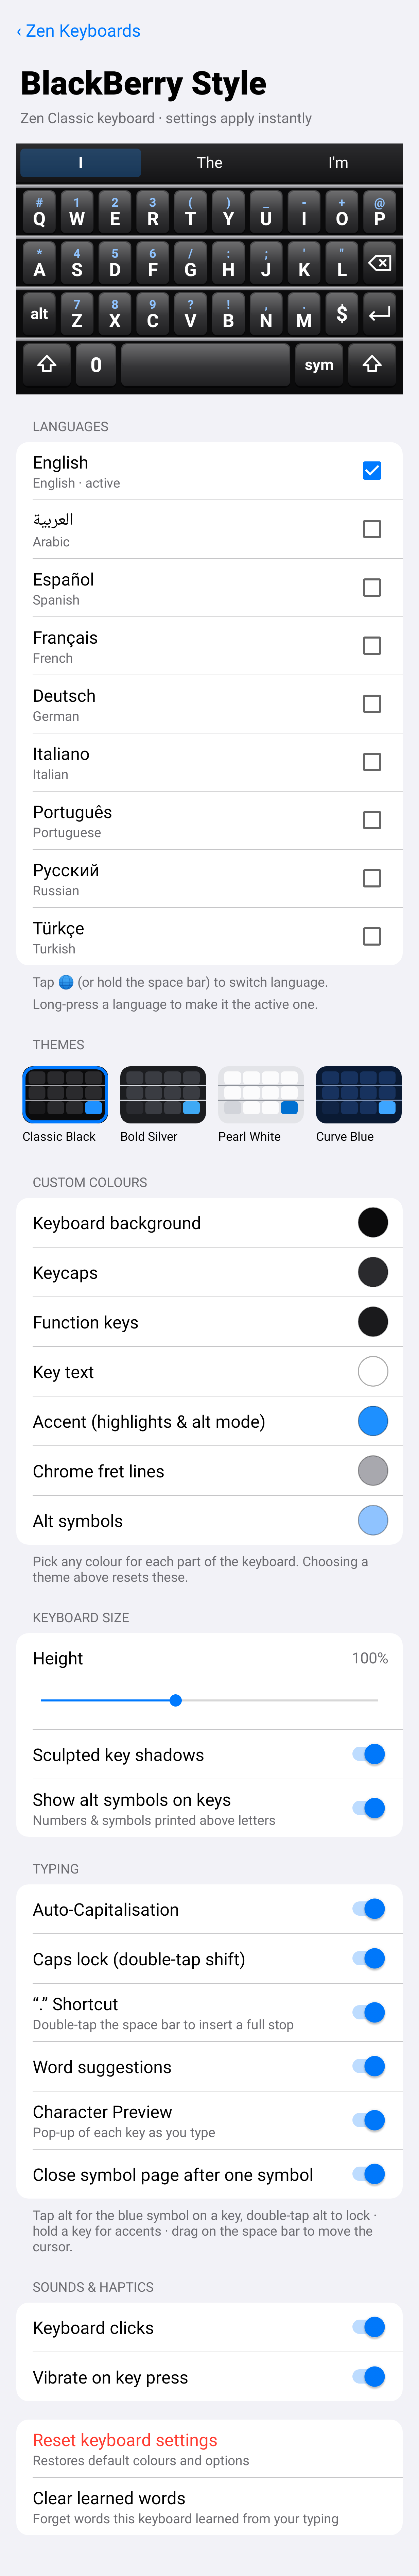 ‹ Zen Keyboards
BlackBerry Style
Zen Classic keyboard · settings apply instantly
I The I'm
# 1 2 3 ( ) _ - + @
Q W E R T Y U I O P
* 4 5 6 / : ; ' "
A S D F G H J K L
7 8 9 ? ! , .
alt Z X C V B N M $
0 sym
LANGUAGES
English
English · active
العربية
Arabic
Español
Spanish
Français
French
Deutsch
German
Italiano
Italian
Português
Portuguese
Русский
Russian
Türkçe
Turkish
Tap 🌐 (or hold the space bar) to switch language.
Long-press a language to make it the active one.
THEMES
Classic Black Bold Silver Pearl White Curve Blue
CUSTOM COLOURS
Keyboard background
Keycaps
Function keys
Key text
Accent (highlights & alt mode)
Chrome fret lines
Alt symbols
Pick any colour for each part of the keyboard. Choosing a
theme above resets these.
KEYBOARD SIZE
Height 100%
Sculpted key shadows
Show alt symbols on keys
Numbers & symbols printed above letters
TYPING
Auto-Capitalisation
Caps lock (double-tap shift)
“.” Shortcut
Double-tap the space bar to insert a full stop
Word suggestions
Character Preview
Pop-up of each key as you type
Close symbol page after one symbol
Tap alt for the blue symbol on a key, double-tap alt to lock ·
hold a key for accents · drag on the space bar to move the
cursor.
SOUNDS & HAPTICS
Keyboard clicks
Vibrate on key press
Reset keyboard settings
Restores default colours and options
Clear learned words
Forget words this keyboard learned from your typing